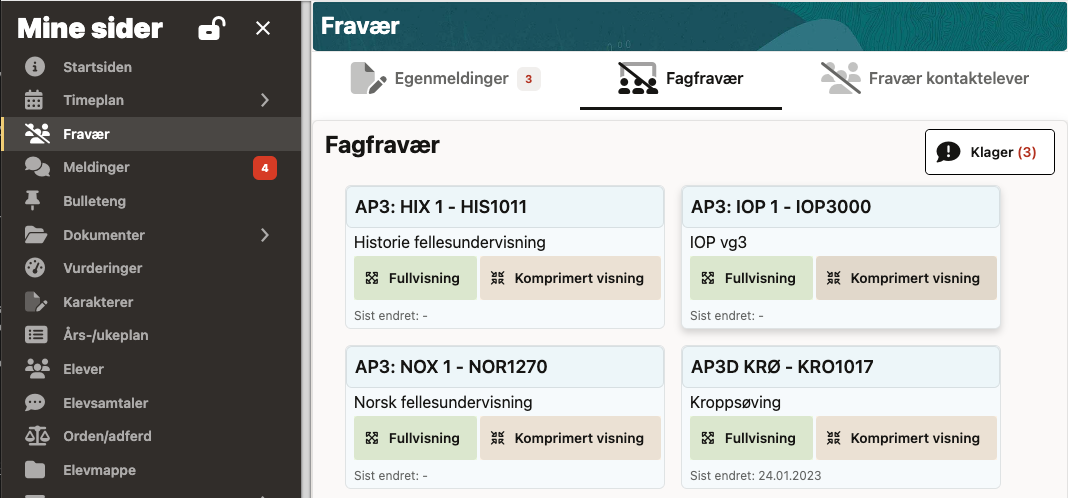 Mine sider
Startsiden
Timeplan
Fravær
Meldinger 4
Bulleteng
Dokumenter
Vurderinger
Karakterer
Års-/ukeplan
Elever
Elevsamtaler
Orden/adferd
Elevmappe
Fravær
Egenmeldinger 3
Fagfravær
Fravær kontaktelever
Fagfravær
Klager (3)
AP3: HIX 1 - HIS1011
Historie fellesundervisning
Fullvisning
Komprimert visning
Sist endret: -
AP3: IOP 1 - IOP3000
IOP vg3
Fullvisning
Komprimert visning
Sist endret: -
AP3: NOX 1 - NOR1270
Norsk fellesundervisning
Fullvisning
Komprimert visning
Sist endret: -
AP3D KRØ - KRO1017
Kroppsøving
Fullvisning
Komprimert visning
Sist endret: 24.01.2023